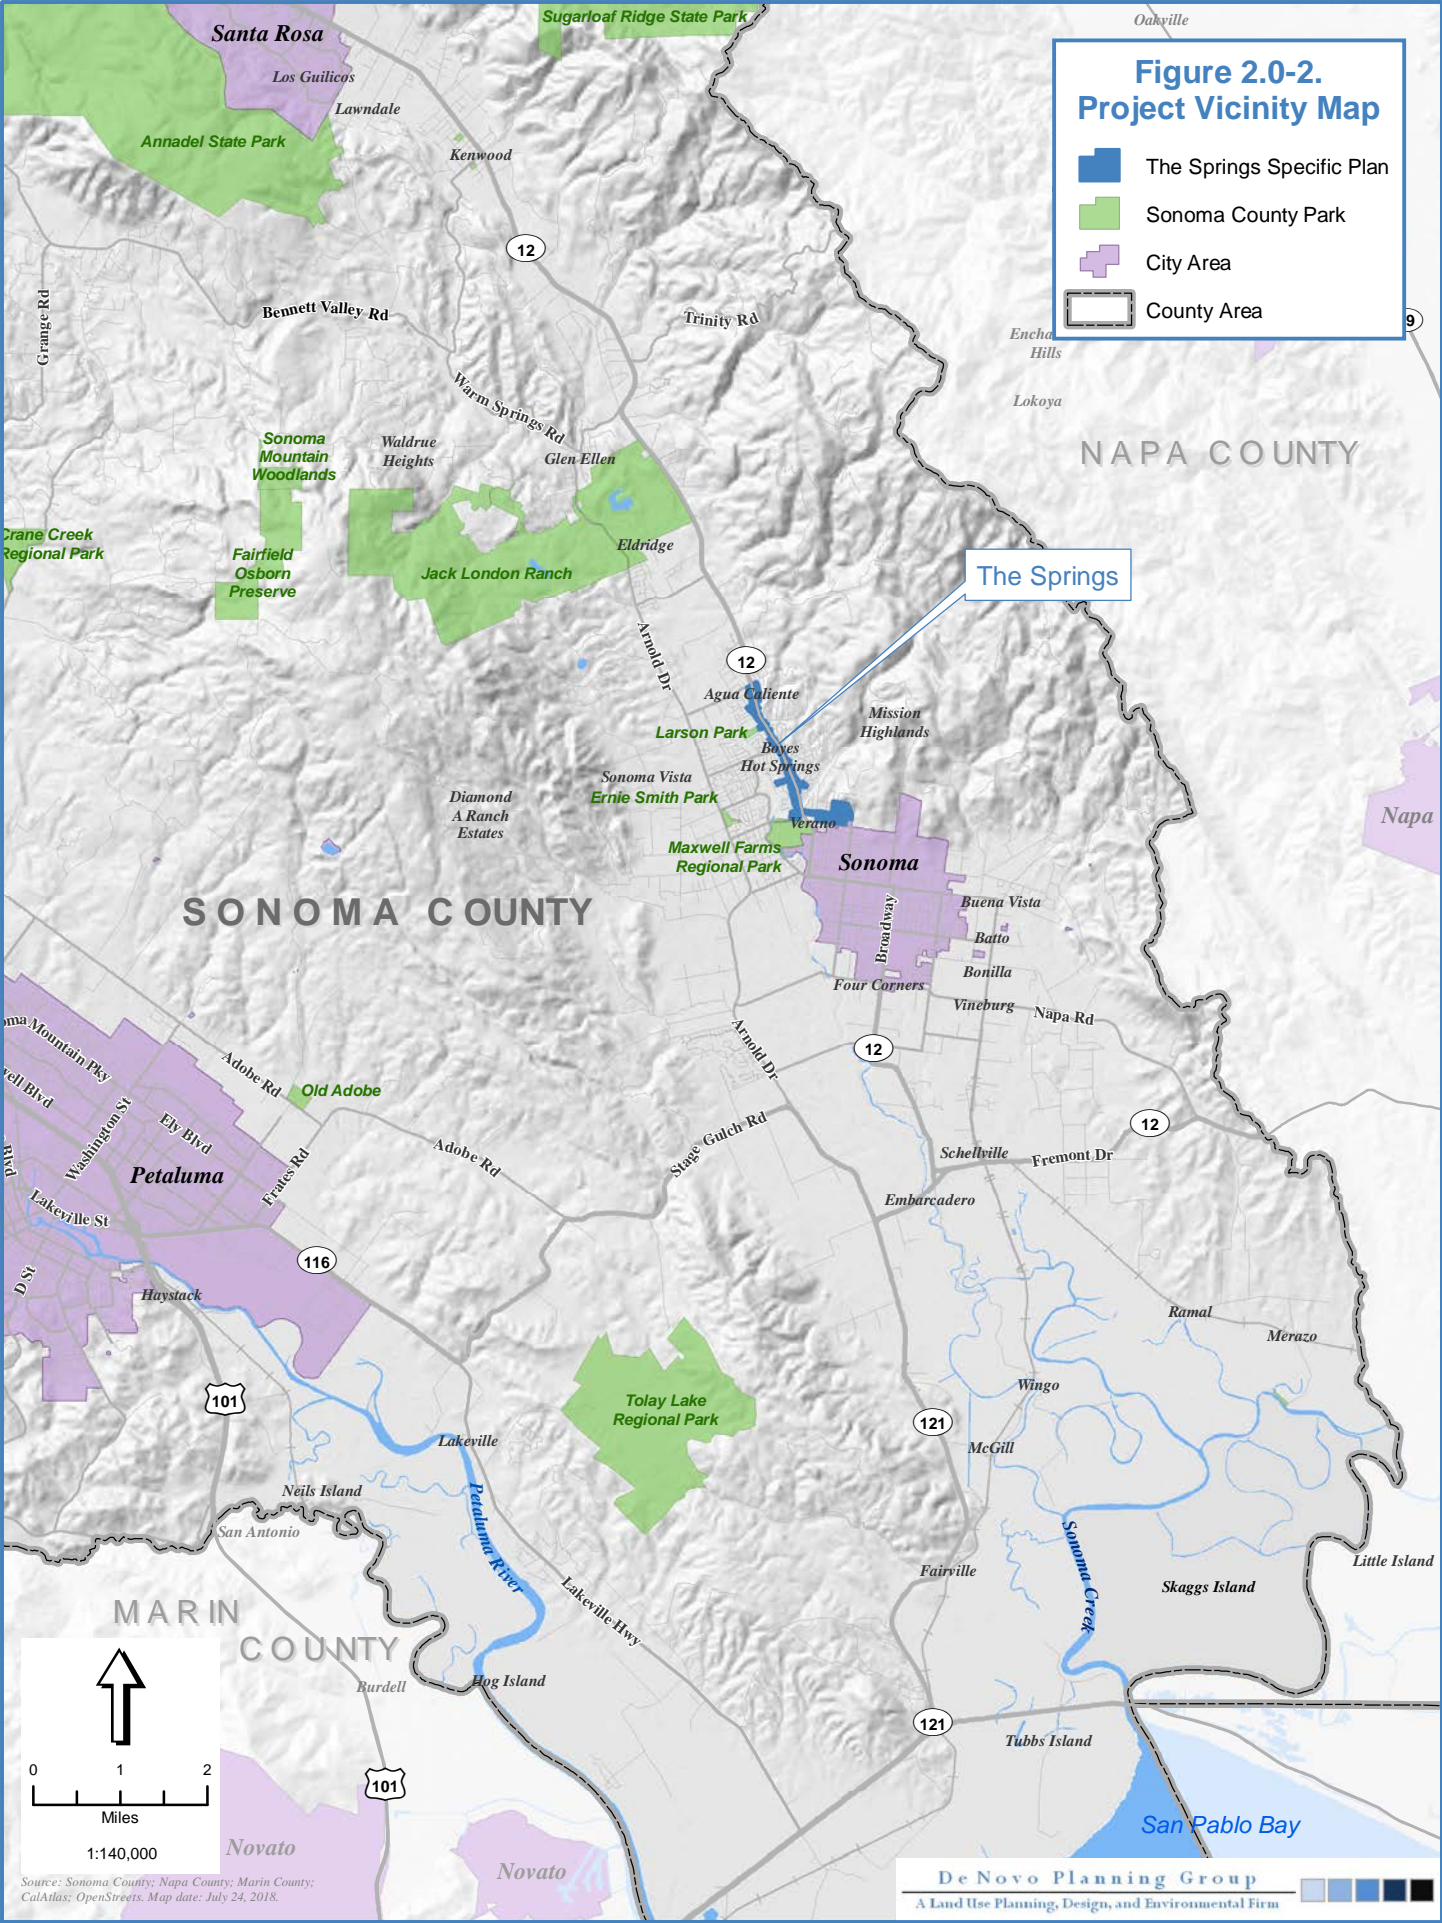 Sugarloaf Ridge State Park
Oakville
Santa Rosa
Los Guilicos
Lawndale
Annadel State Park
Kenwood
Figure 2.0-2.
Project Vicinity Map
The Springs Specific Plan
Sonoma County Park
City Area
County Area
12
Grange Rd
Bennett Valley Rd
Trinity Rd
9
Hills
Lokoya
Warm Springs Rd
Sonoma
Mountain
Woodlands
Waldrue
Heights
Glen Ellen
NAPA COUNTY
Crane Creek
Regional Park
Fairfield
Osborn
Preserve
Jack London Ranch
Eldridge
The Springs
Arnold Dr
12
Agua Caliente
Larson Park
Boyes
Hot Springs
Mission
Highlands
Sonoma Vista
Ernie Smith Park
Diamond
A Ranch
Estates
Verano
Napa
Maxwell Farms
Regional Park
Sonoma
SONOMA COUNTY
Broadway
Buena Vista
Batto
Bonilla
Four Corners
Vineburg
Napa Rd
oma Mountain Pky
well Blvd
Adobe Rd
Old Adobe
Arnold Dr
12
Washington St
Ely Blvd
Blvd
Petaluma
Frates Rd
Adobe Rd
Stage Gulch Rd
12
Schellville
Fremont Dr
Embarcadero
Lakeville St
D St
116
Haystack
Ramal
Merazo
101
Tolay Lake
Regional Park
Wingo
121
McGill
Lakeville
Neils Island
San Antonio
Petaluma River
Sonoma Creek
Fairville
Little Island
Skaggs Island
Lakeville Hwy
MARIN
COUNTY
Burdell
Hog Island
121
Tubbs Island
101
San Pablo Bay
0 1 2
Miles
1:140,000
Novato
Novato
Source: Sonoma County; Napa County; Marin County;
CalAtlas; OpenStreets. Map date: July 24, 2018.
De Novo Planning Group
A Land Use Planning, Design, and Environmental Firm